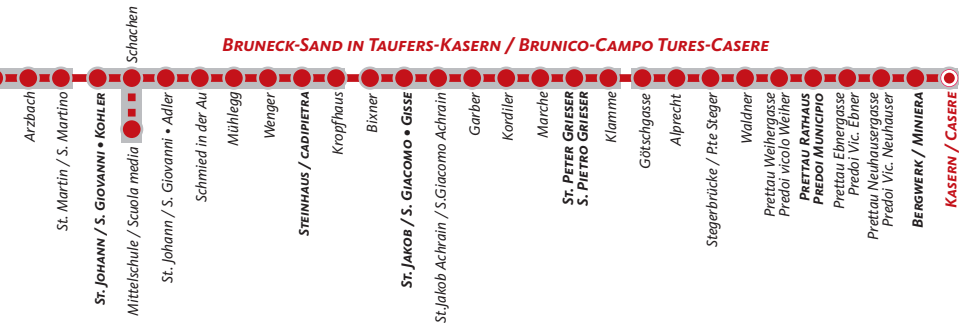 BRUNECK-SAND IN TAUFERS-KASERN / BRUNICO-CAMPO TURES-CASERE
Arzbach
St. Martin / S. Martino
ST. JOHANN / S. GIOVANNI • KOHLER
Schachen
Mittelschule / Scuola media
St. Johann / S. Giovanni • Adler
Schmied in der Au
Mühlegg
Wenger
STEINHAUS / CADIPIETRA
Kropfhaus
Bixner
ST. JAKOB / S. GIACOMO • GISSE
St.Jakob Achrain / S.Giacomo Achrain
Garber
Kordiler
Marche
ST. PETER GRIESER
S. PIETRO GRIESER
Klamme
Götschgasse
Alprecht
Stegerbrücke / P.te Steger
Waldner
Prettau Weihergasse
Predoi vicolo Weiher
PRETTAU RATHAUS
PREDOI MUNICIPIO
Prettau Ebnergasse
Predoi Vic. Ebner
Prettau Neuhausergasse
Predoi Vic. Neuhauser
BERGWERK / MINIERA
KASERN / CASERE